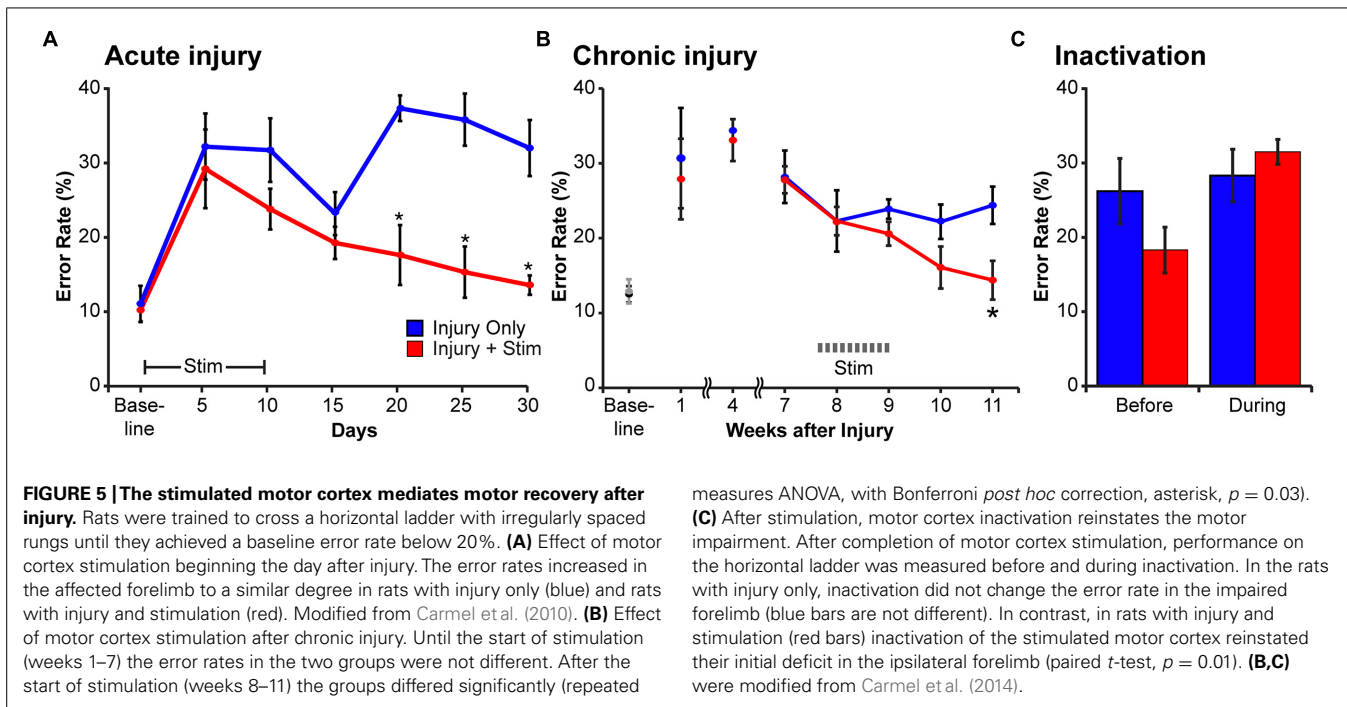 A
Acute injury
40
30
20
10
0
Error Rate (%)
*
*
*
Injury Only
Injury + Stim
Stim
Base-
line
5
10
15
20
25
30
Days
B
Chronic injury
40
30
20
10
0
Error Rate (%)
*
Stim
Base-
line
1
4
7
8
9
10
11
Weeks after Injury
C
Inactivation
40
30
20
10
0
Error Rate (%)
Before
During
FIGURE 5 | The stimulated motor cortex mediates motor recovery after
injury. Rats were trained to cross a horizontal ladder with irregularly spaced
rungs until they achieved a baseline error rate below 20%. (A) Effect of motor
cortex stimulation beginning the day after injury. The error rates increased in
the affected forelimb to a similar degree in rats with injury only (blue) and rats
with injury and stimulation (red). Modified from Carmel et al. (2010). (B) Effect
of motor cortex stimulation after chronic injury. Until the start of stimulation
(weeks 1–7) the error rates in the two groups were not different. After the
start of stimulation (weeks 8–11) the groups differed significantly (repeated
measures ANOVA, with Bonferroni post hoc correction, asterisk, p = 0.03).
(C) After stimulation, motor cortex inactivation reinstates the motor
impairment. After completion of motor cortex stimulation, performance on
the horizontal ladder was measured before and during inactivation. In the rats
with injury only, inactivation did not change the error rate in the impaired
forelimb (blue bars are not different). In contrast, in rats with injury and
stimulation (red bars) inactivation of the stimulated motor cortex reinstated
their initial deficit in the ipsilateral forelimb (paired t-test, p = 0.01). (B,C)
were modified from Carmel et al. (2014).